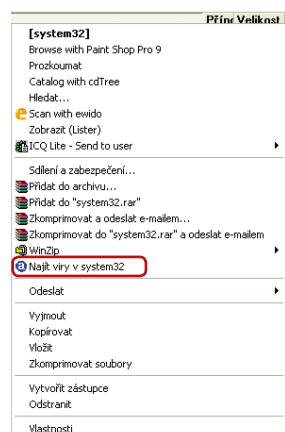 Přípo Velikost
[system32]
Browse with Paint Shop Pro 9
Prozkoumat
Catalog with cdTree
Hledat...
Scan with ewido
Zobrazit (Lister)
ICQ Lite - Send to user
Sdílení a zabezpečení...
Přidat do archivu...
Přidat do "system32.rar"
Zkomprimovat a odeslat e-mailem...
Zkomprimovat do "system32.rar" a odeslat e-mailem
WinZip
Najít viry v system32
Odeslat
Vyjmout
Kopírovat
Vložit
Zkomprimovat soubory
Vytvořit zástupce
Odstranit
Vlastnosti